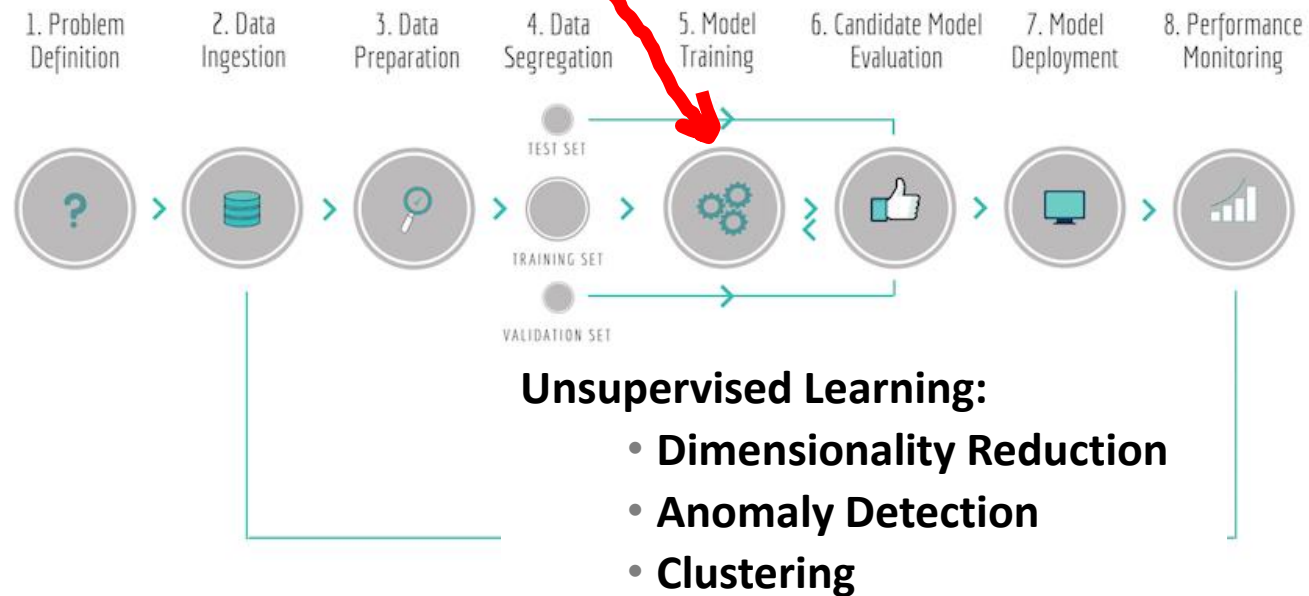 1. Problem
Definition
2. Data
Ingestion
3. Data
Preparation
4. Data
Segregation
5. Model
Training
6. Candidate Model
Evaluation
7. Model
Deployment
8. Performance
Monitoring
?
TEST SET
TRAINING SET
VALIDATION SET
Unsupervised Learning:
• Dimensionality Reduction
• Anomaly Detection
• Clustering